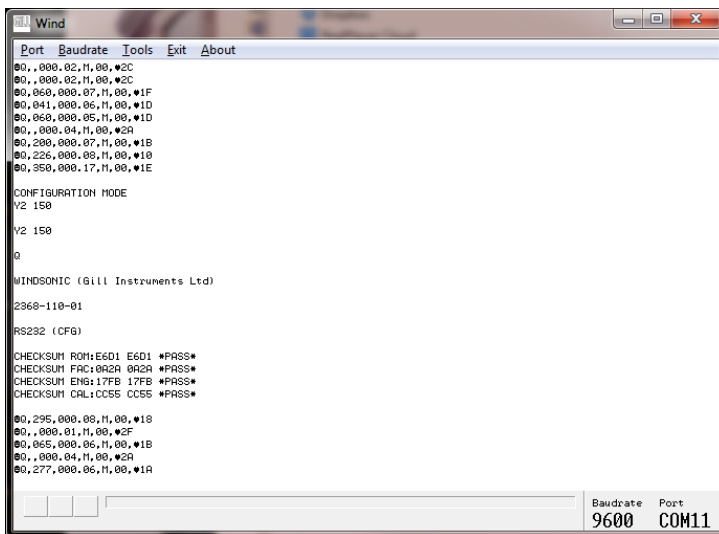 GILL Wind
Port Baudrate Tools Exit About
☻Q,,000.02,M,00,♥2C
☻Q,,000.02,M,00,♥2C
☻Q,060,000.07,M,00,♥1F
☻Q,041,000.06,M,00,♥1D
☻Q,060,000.05,M,00,♥1D
☻Q,,000.04,M,00,♥2A
☻Q,200,000.07,M,00,♥1B
☻Q,226,000.08,M,00,♥10
☻Q,350,000.17,M,00,♥1E
CONFIGURATION MODE
Y2 150
Y2 150
Q
WINDSONIC (Gill Instruments Ltd)
2368-110-01
RS232 (CFG)
CHECKSUM ROM:E6D1 E6D1 *PASS*
CHECKSUM FAC:0A2A 0A2A *PASS*
CHECKSUM ENG:17FB 17FB *PASS*
CHECKSUM CAL:CC55 CC55 *PASS*
☻Q,295,000.08,M,00,♥18
☻Q,,000.01,M,00,♥2F
☻Q,065,000.06,M,00,♥1B
☻Q,,000.04,M,00,♥2A
☻Q,277,000.06,M,00,♥1A
Baudrate Port
9600 COM11